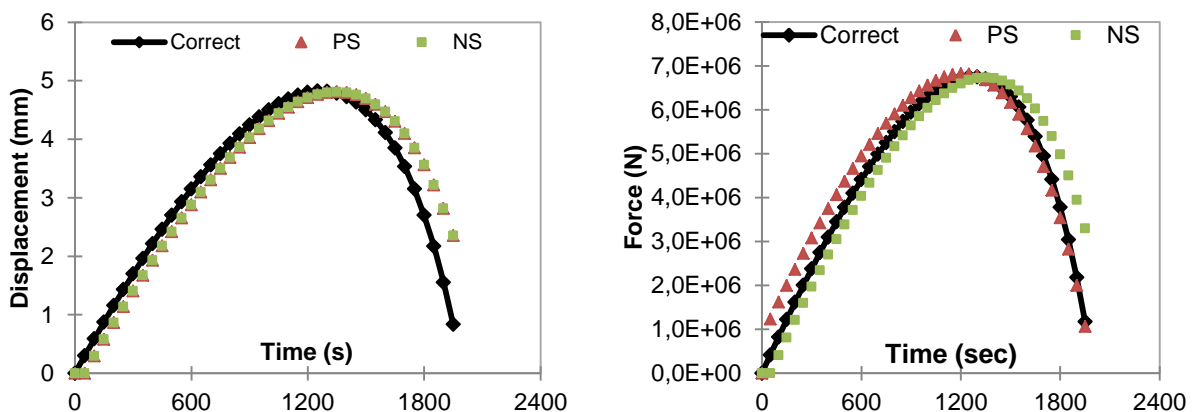 6
5
4
3
2
1
0
Displacement (mm)
Correct PS NS
Time (s)
0 600 1200 1800 2400
8,0E+06
7,0E+06
6,0E+06
5,0E+06
4,0E+06
3,0E+06
2,0E+06
1,0E+06
0,0E+00
Force (N)
Correct PS NS
Time (sec)
0 600 1200 1800 2400